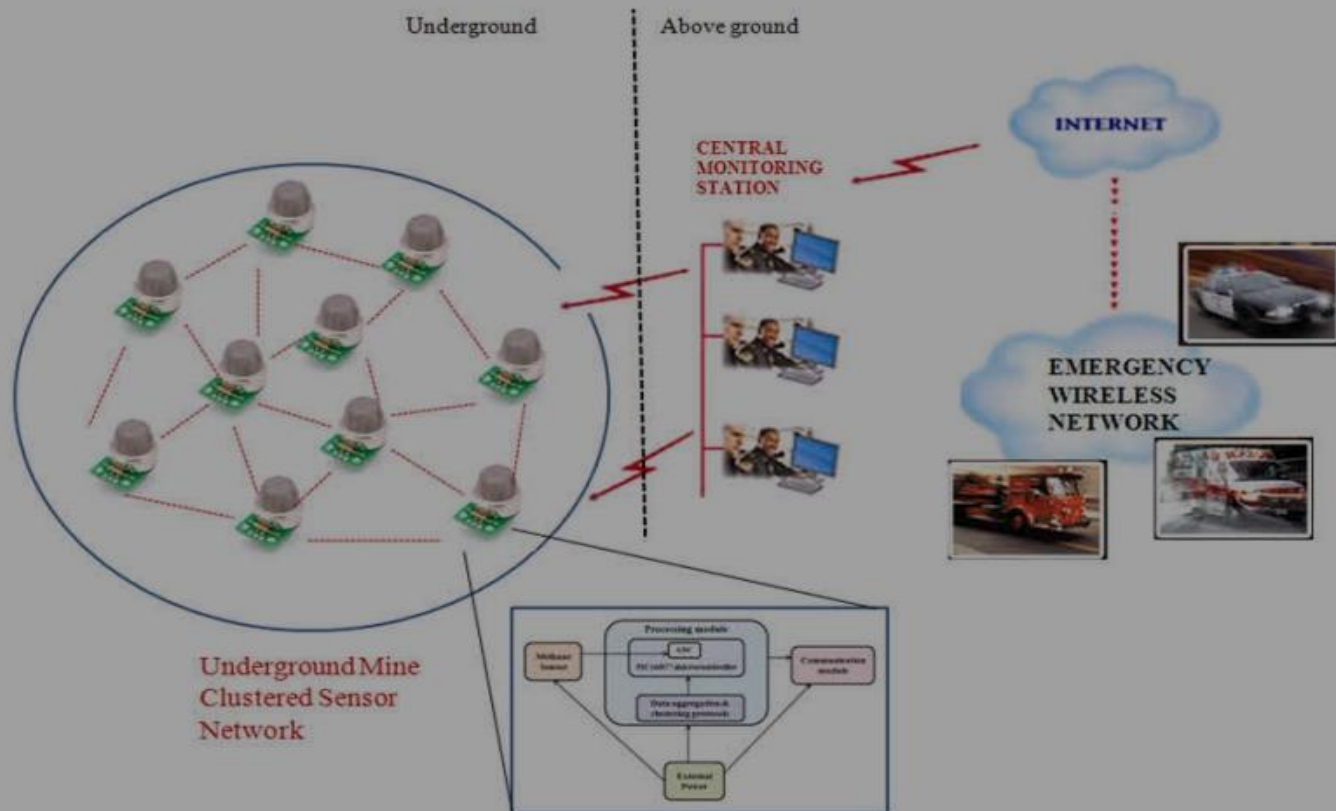 Underground
Above ground
INTERNET
CENTRAL
MONITORING
STATION
EMERGENCY
WIRELESS
NETWORK
Underground Mine
Clustered Sensor
Network
Processing module
Methane
Sensor
ADC
Communication
module
Data aggregation &
clustering protocols
External
Power